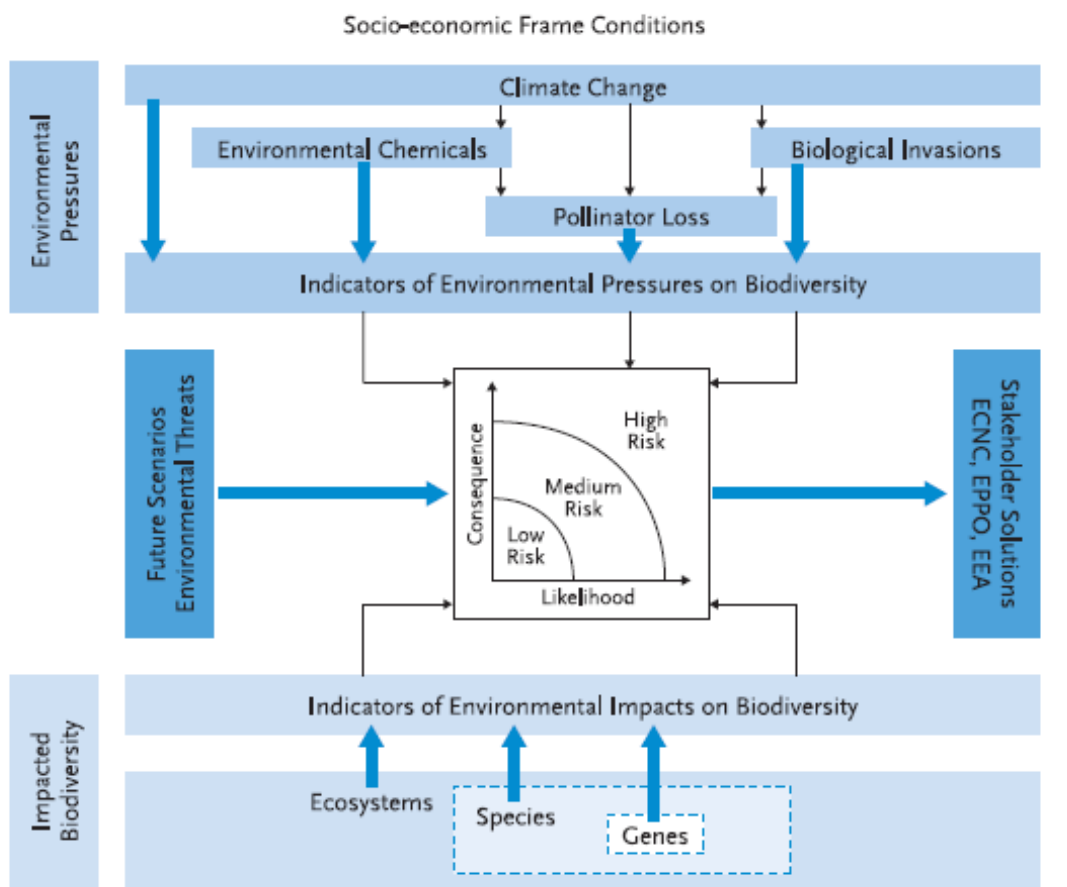 Socio-economic Frame Conditions
Environmental
Pressures
Climate Change
Environmental Chemicals
Biological Invasions
Pollinator Loss
Indicators of Environmental Pressures on Biodiversity
Future Scenarios
Environmental Threats
Consequence
High
Risk
Medium
Risk
Low
Risk
Likelihood
Stakeholder Solutions
ECNC, EPPO, EEA
Impacted
Biodiversity
Indicators of Environmental Impacts on Biodiversity
Ecosystems
Species
Genes